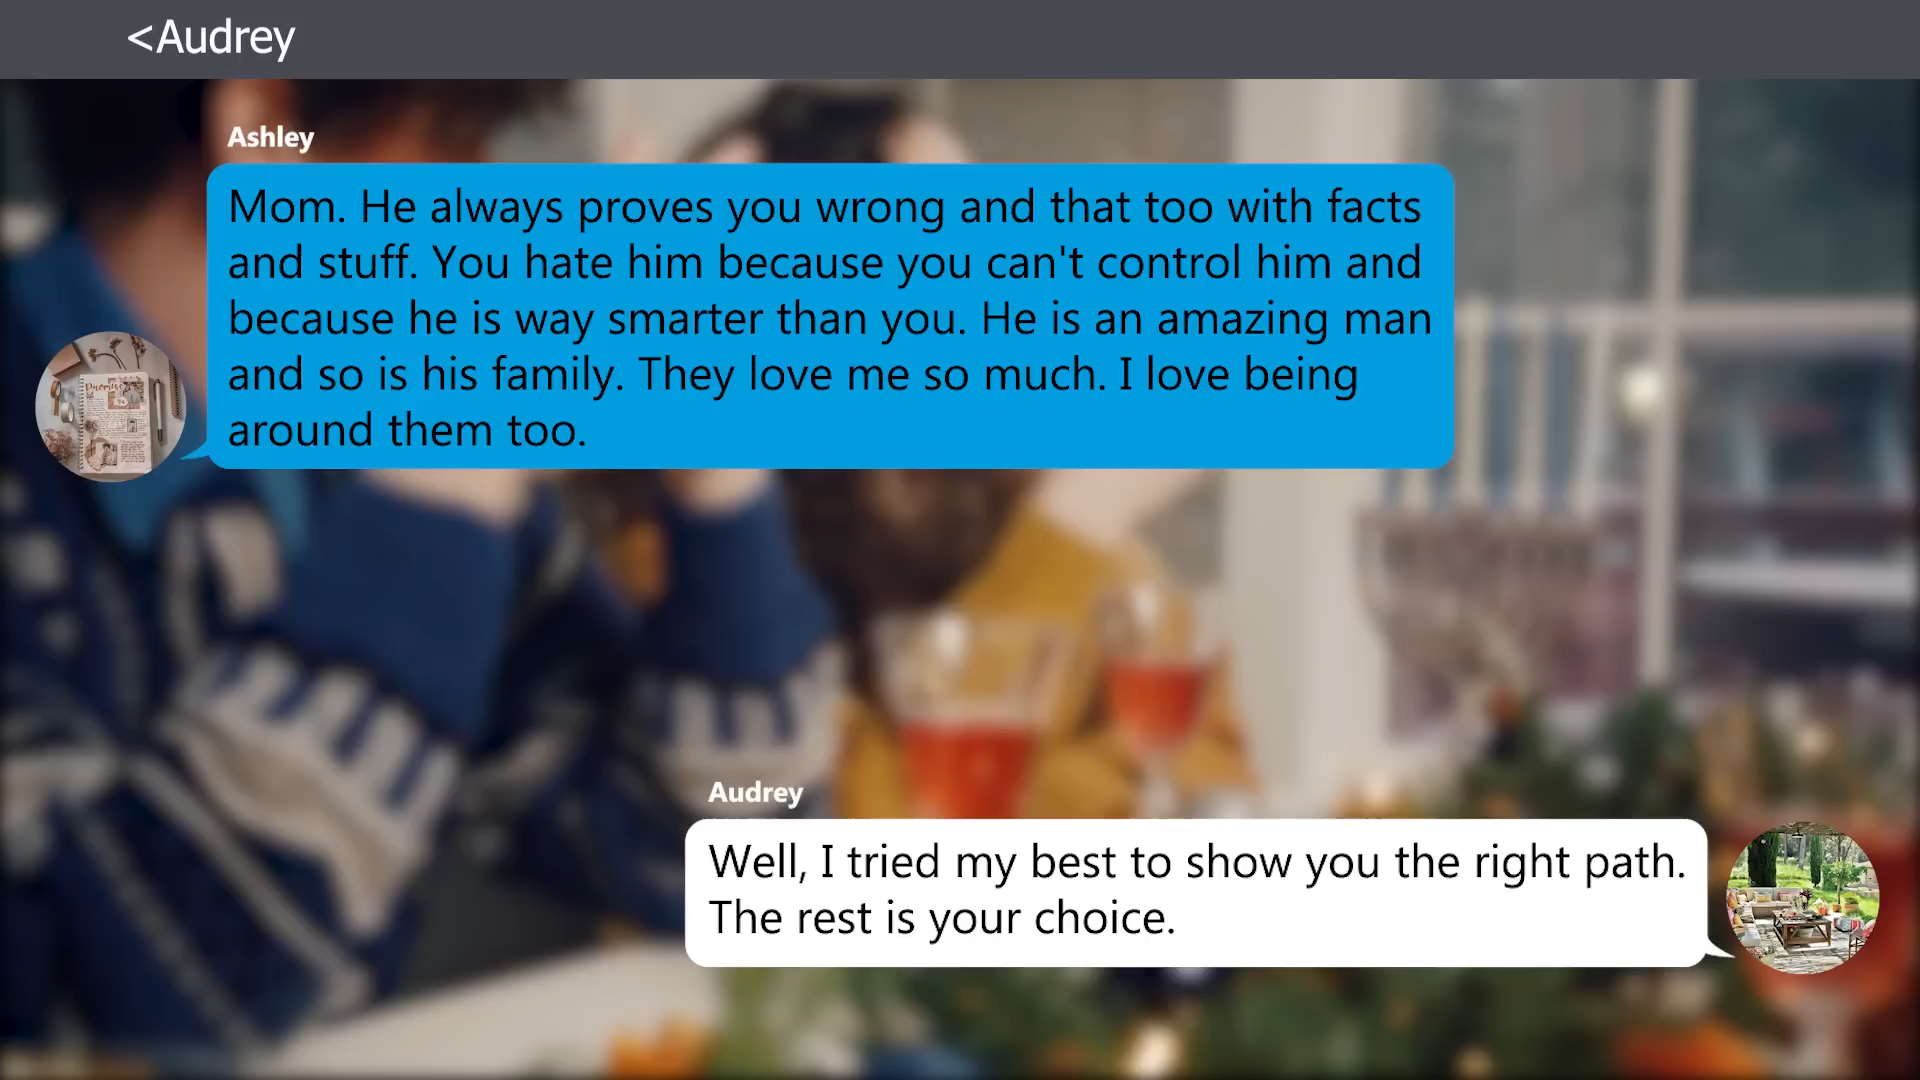 <Audrey
Ashley
Mom. He always proves you wrong and that too with facts
and stuff. You hate him because you can't control him and
because he is way smarter than you. He is an amazing man
and so is his family. They love me so much. I love being
around them too.
Promise
Audrey
Well, I tried my best to show you the right path.
The rest is your choice.